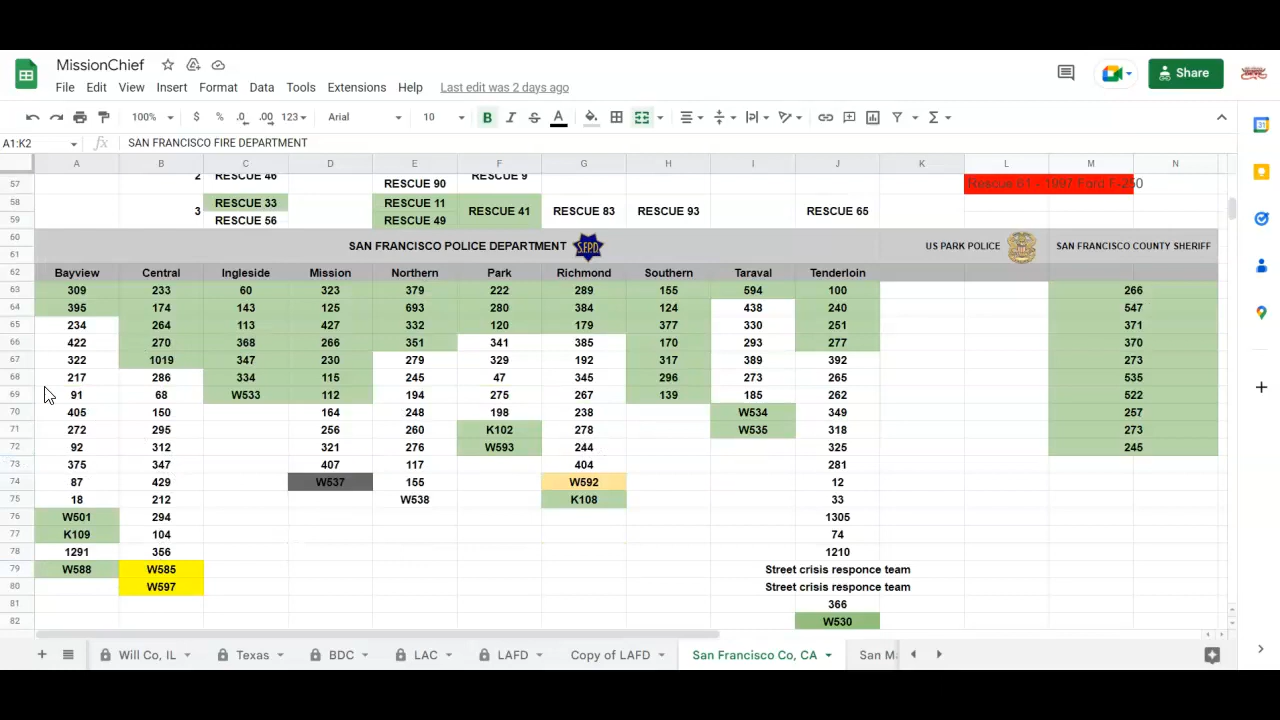 MissionChief
File Edit View Insert Format Data Tools Extensions Help Last edit was 2 days ago
Share
100% $ % .0 .00 123 Arial 10 B I S A
A1:K2 fx SAN FRANCISCO FIRE DEPARTMENT
A B C D E F G H I J K L M N
57 2 RESCUE 46 RESCUE 90 RESCUE 9 Rescue 61 - 1997 Ford F-250
58 RESCUE 33 RESCUE 11
3 RESCUE 41 RESCUE 83 RESCUE 93 RESCUE 65
59 RESCUE 56 RESCUE 49
60 SAN FRANCISCO POLICE DEPARTMENT S.F.P.D. US PARK POLICE SAN FRANCISCO COUNTY SHERIFF
61
62 Bayview Central Ingleside Mission Northern Park Richmond Southern Taraval Tenderloin
63 309 233 60 323 379 222 289 155 594 100 266
64 395 174 143 125 693 280 384 124 438 240 547
65 234 264 113 427 332 120 179 377 330 251 371
66 422 270 368 266 351 341 385 170 293 277 370
67 322 1019 347 230 279 329 192 317 389 392 273
68 217 286 334 115 245 47 345 296 273 265 535
69 91 68 W533 112 194 275 267 139 185 262 522
70 405 150 164 248 198 238 W534 349 257
71 272 295 256 260 K102 278 W535 318 273
72 92 312 321 276 W593 244 325 245
73 375 347 407 117 404 281
74 87 429 W537 155 W592 12
75 18 212 W538 K108 33
76 W501 294 1305
77 K109 104 74
78 1291 356 1210
79 W588 W585 Street crisis responce team
80 W597 Street crisis responce team
81 366
82 W530
Will Co, IL Texas BDC LAC LAFD Copy of LAFD San Francisco Co, CA San M